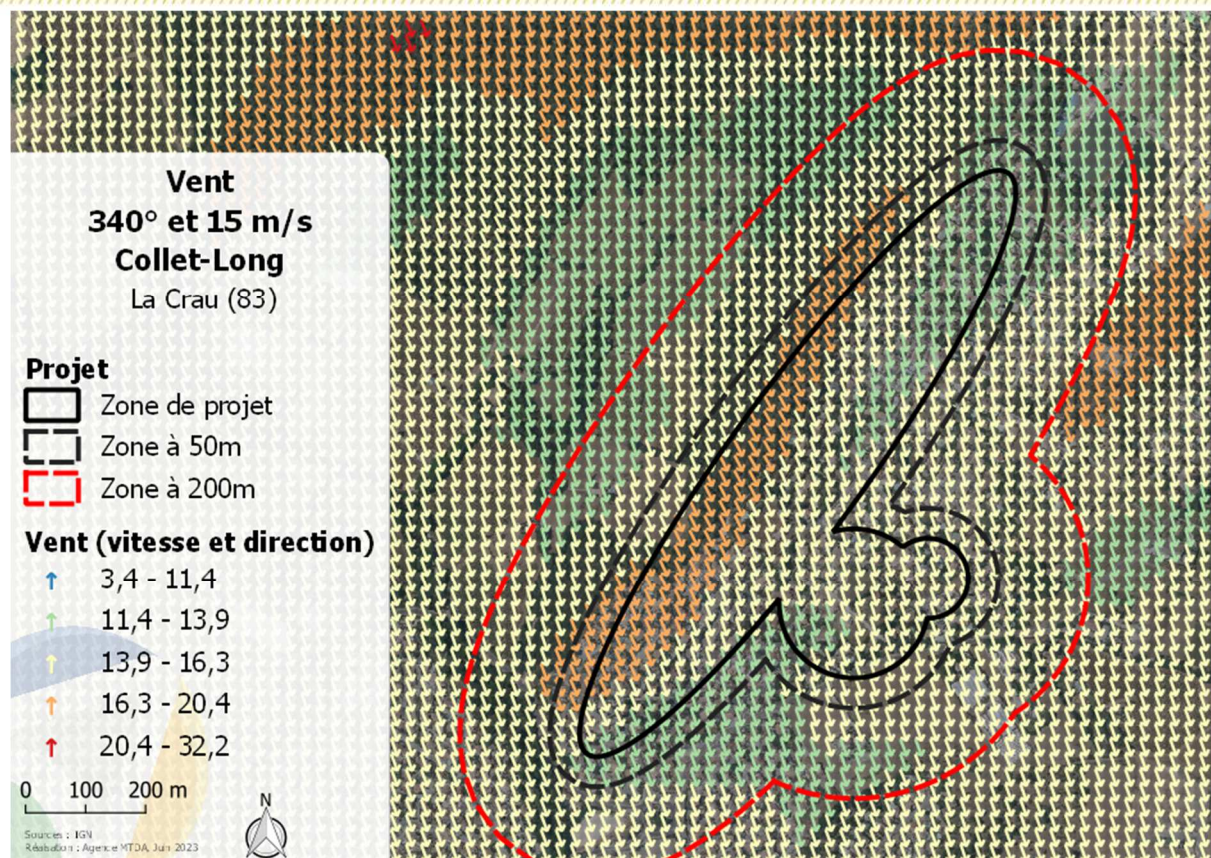 Vent
340° et 15 m/s
Collet-Long
La Crau (83)
Projet
Zone de projet
Zone à 50m
Zone à 200m
Vent (vitesse et direction)
3,4 - 11,4
11,4 - 13,9
13,9 - 16,3
16,3 - 20,4
20,4 - 32,2
0 100 200 m
N
Sources : IGN
Réalisation : Agence MTDA, Juin 2023